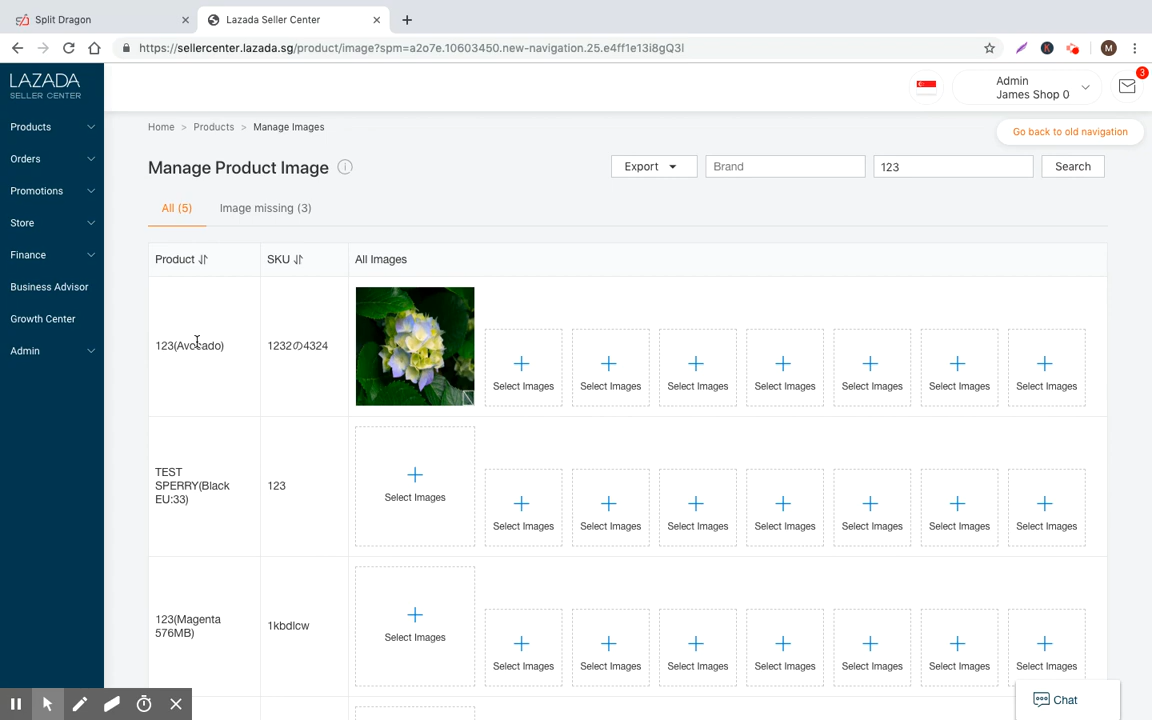 Split Dragon
Lazada Seller Center
https://sellercenter.lazada.sg/product/image?spm=a2o7e.10603450.new-navigation.25.e4ff1e13i8gQ3l
M
LAZADA
SELLER CENTER
Admin
James Shop 0
3
Products
Orders
Promotions
Store
Finance
Business Advisor
Growth Center
Admin
Home > Products > Manage Images
Go back to old navigation
Manage Product Image
Export
Brand
123
Search
All (5)
Image missing (3)
Product
SKU
All Images
123(Avocado)
1232の4324
Select Images
Select Images
Select Images
Select Images
Select Images
Select Images
Select Images
TEST
SPERRY(Black
EU:33)
123
Select Images
Select Images
Select Images
Select Images
Select Images
Select Images
Select Images
Select Images
123(Magenta
576MB)
1kbdlcw
Select Images
Select Images
Select Images
Select Images
Select Images
Select Images
Select Images
Select Images
Chat